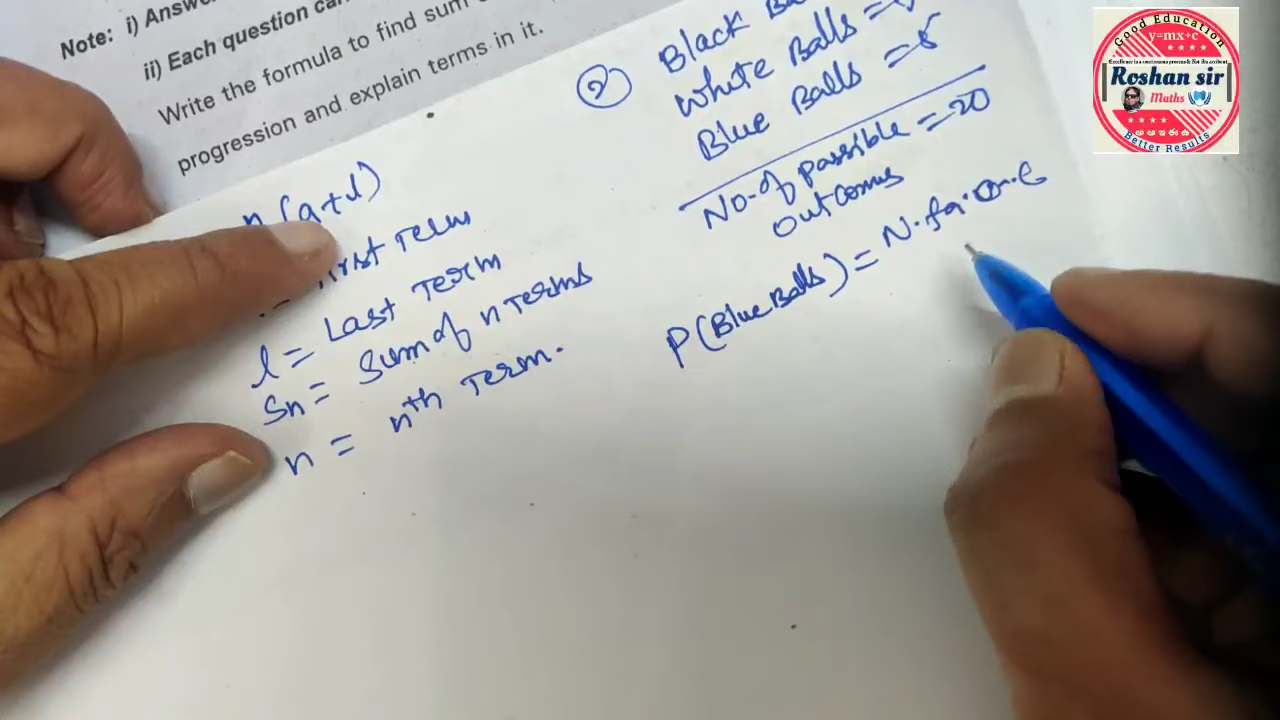 Note: i) Answe
ii) Each question
Write the formula to find sum
progression and explain terms in it.
n (a+l)
First Term
l = Last Term
Sn = Sum of n Terms
n = nth Term.
2
Black Ba
White Balls =
Blue Balls =
No. of possible = 20
outcomes
P(Blue Balls) = N.fa.O.E
Good Education
y=mx+c
Roshan sir
Maths
Better Results